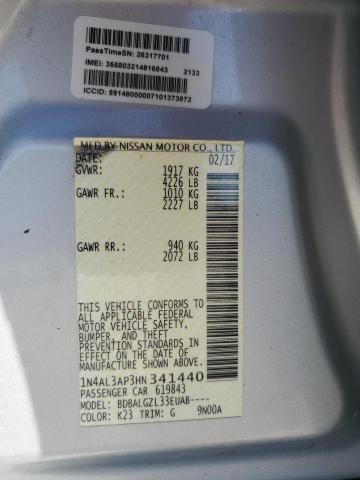 PassTimeSN: 26317701
IMEI: 355803214816843 2133
ICCID: 89148000007101373872
MFD BY NISSAN MOTOR CO., LTD.
DATE: 02/17
GVWR: 1917 KG
4226 LB
GAWR FR.: 1010 KG
2227 LB
GAWR RR.: 940 KG
2072 LB
THIS VEHICLE CONFORMS TO
ALL APPLICABLE FEDERAL
MOTOR VEHICLE SAFETY,
BUMPER, AND THEFT
PREVENTION STANDARDS
IN EFFECT ON THE DATE OF
MANUFACTURE SHOWN ABOVE.
1N4AL3AP3HN341440
PASSENGER CAR 619843
MODEL: BDBALGZL33EUAB----
COLOR: K23 TRIM: G 9N00A